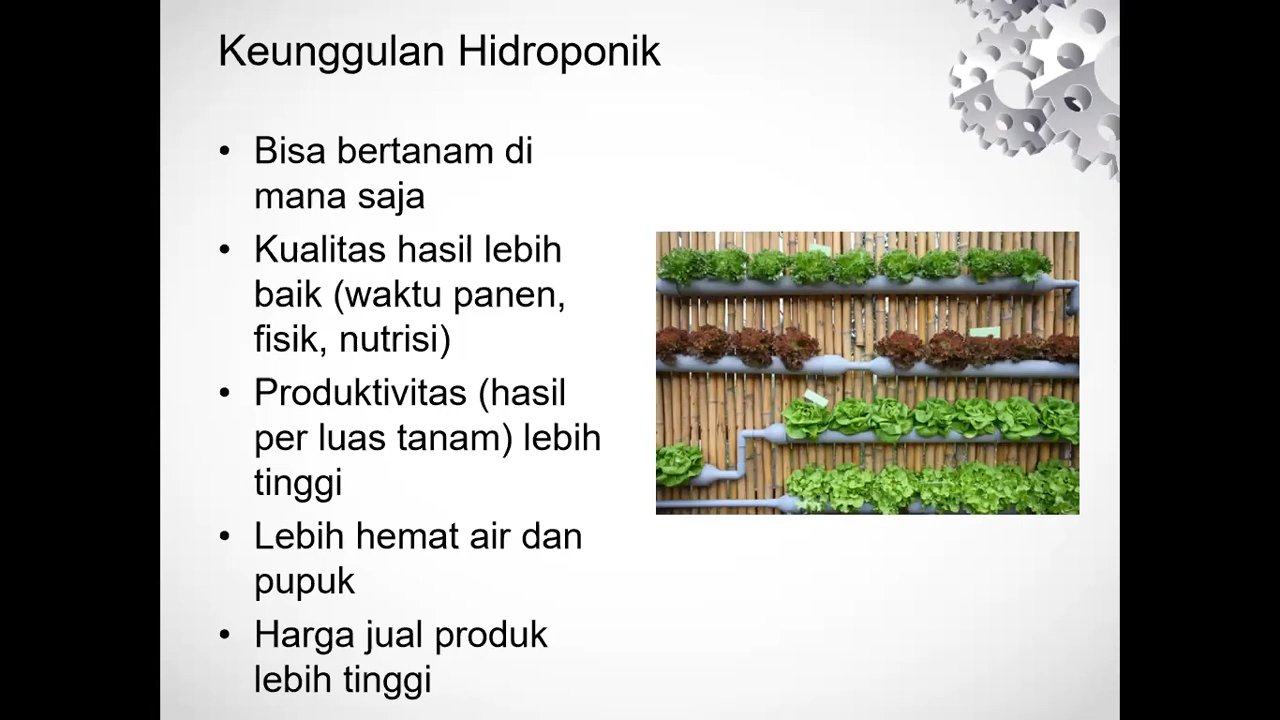 Keunggulan Hidroponik
• Bisa bertanam di
mana saja
• Kualitas hasil lebih
baik (waktu panen,
fisik, nutrisi)
• Produktivitas (hasil
per luas tanam) lebih
tinggi
• Lebih hemat air dan
pupuk
• Harga jual produk
lebih tinggi